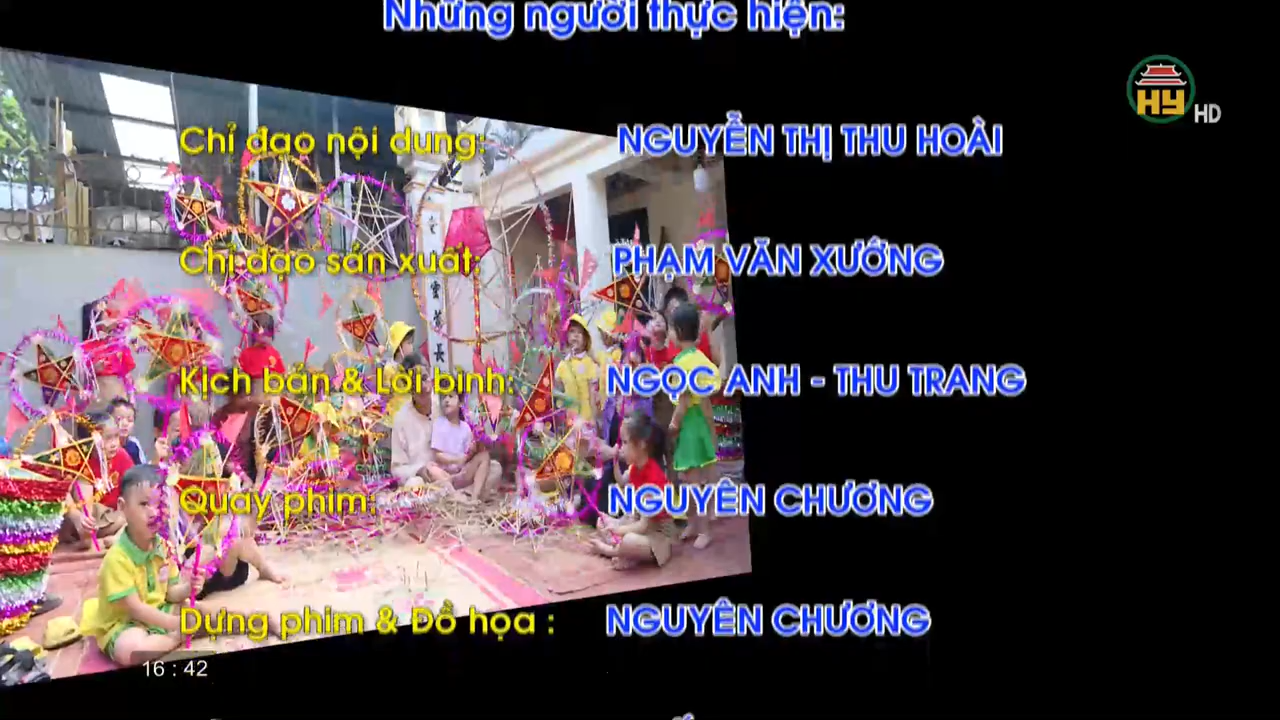 Những người thực hiện:
HY HD
Chỉ đạo nội dung: NGUYỄN THỊ THU HOÀI
Chỉ đạo sản xuất: PHẠM VĂN XƯỚNG
Kịch bản & Lời bình: NGỌC ANH - THU TRANG
Quay phim: NGUYÊN CHƯƠNG
Dựng phim & Đồ họa : NGUYÊN CHƯƠNG
16 : 42